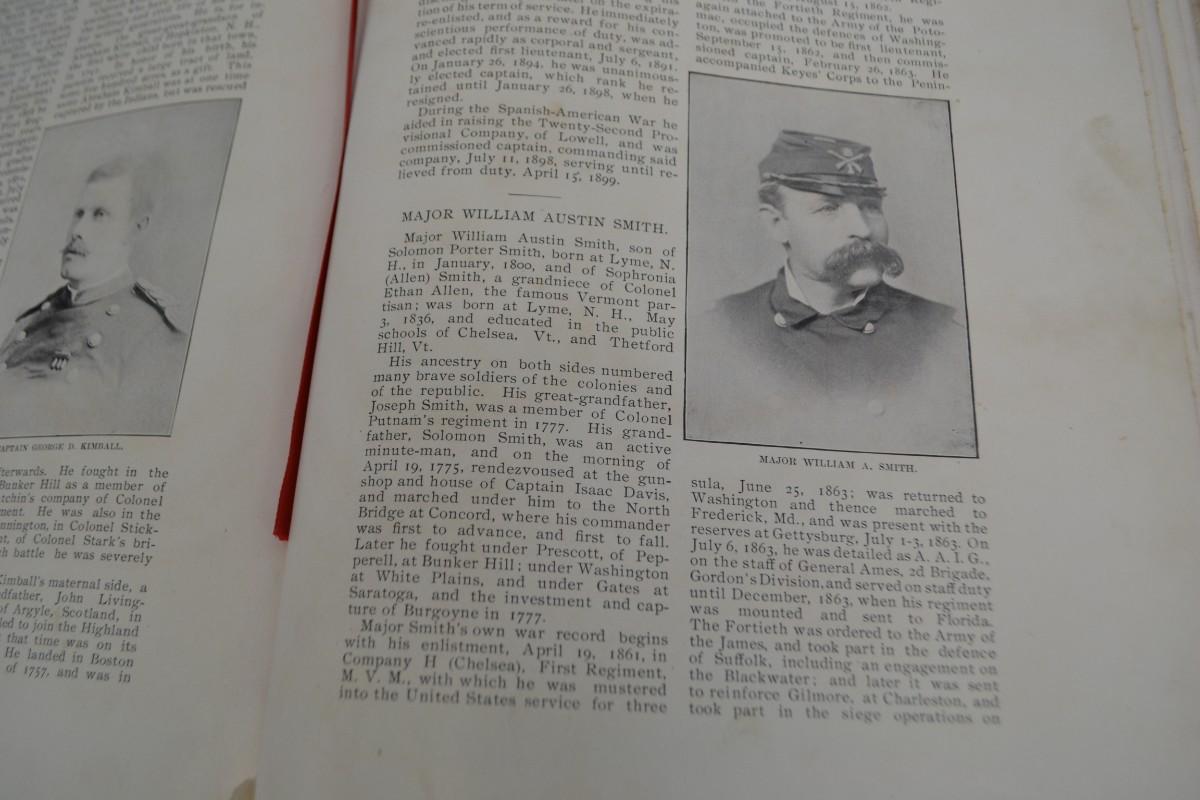 his
tion of his term of service. He immediately
re-enlisted, and as a reward for his con-
scientious performance of duty, was ad-
vanced rapidly as corporal and sergeant,
and elected first lieutenant, July 6, 1891.
On January 26, 1894, he was unanimous-
ly elected captain, which rank he re-
tained until January 26, 1898, when he
resigned.
During the Spanish-American War he
aided in raising the Twenty-Second Pro-
visional Company, of Lowell, and was
commissioned captain, commanding said
company, July 11, 1898, serving until re-
lieved from duty, April 15, 1899.
MAJOR WILLIAM AUSTIN SMITH.
Major William Austin Smith, son of
Solomon Porter Smith, born at Lyme, N.
H., in January, 1800, and of Sophronia
(Allen) Smith, a grandniece of Colonel
Ethan Allen, the famous Vermont par-
tisan; was born at Lyme, N. H., May
3, 1836, and educated in the public
schools of Chelsea, Vt., and Thetford
Hill, Vt.
His ancestry on both sides numbered
many brave soldiers of the colonies and
of the republic. His great-grandfather,
Joseph Smith, was a member of Colonel
Putnam's regiment in 1777. His grand-
father, Solomon Smith, was an active
minute-man, and on the morning of
April 19, 1775, rendezvoused at the gun-
shop and house of Captain Isaac Davis,
and marched under him to the North
Bridge at Concord, where his commander
was first to advance, and first to fall.
Later he fought under Prescott, of Pep-
perell, at Bunker Hill; under Washington
at White Plains, and under Gates at
Saratoga, and the investment and cap-
ture of Burgoyne in 1777.
Major Smith's own war record begins
with his enlistment, April 19, 1861, in
Company H (Chelsea), First Regiment,
M. V. M., with which he was mustered
into the United States service for three
the Fortieth Regiment, he was
again attached to the Army of the Poto-
mac, occupied the defences of Washing-
ton, was promoted to be first lieutenant,
September 15, 1862, and then commis-
sioned captain, February 26, 1863. He
accompanied Keyes' Corps to the Penin-
MAJOR WILLIAM A. SMITH.
sula, June 25, 1863; was returned to
Washington and thence marched to
Frederick, Md., and was present with the
reserves at Gettysburg, July 1-3, 1863. On
July 6, 1863, he was detailed as A. A. I. G.,
on the staff of General Ames, 2d Brigade,
Gordon's Division, and served on staff duty
until December, 1863, when his regiment
was mounted and sent to Florida.
The Fortieth was ordered to the Army of
the James, and took part in the defence
of Suffolk, including an engagement on
the Blackwater; and later it was sent
to reinforce Gilmore, at Charleston, and
took part in the siege operations on
captured by the Indians, but was rescued
CAPTAIN GEORGE D. KIMBALL.
fterwards. He fought in the
Bunker Hill as a member of
tchin's company of Colonel
ment. He was also in the
nnington, in Colonel Stick-
nt, of Colonel Stark's bri-
h battle he was severely
Kimball's maternal side, a
dfather, John Living-
of Argyle, Scotland, in
led to join the Highland
t that time was on its
He landed in Boston
of 1757, and was in